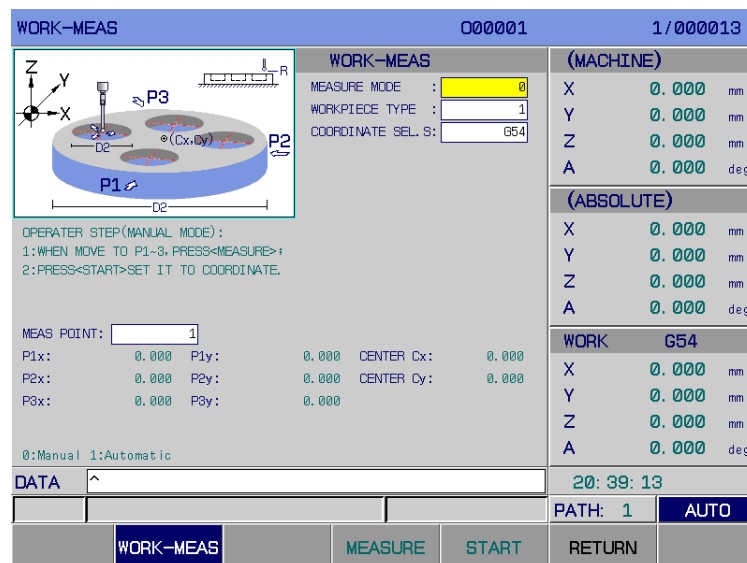 WORK-MEAS O00001 1/000013
Z
Y
X
R
P3
(Cx,Cy)
D2
P2
P1
D2
WORK-MEAS
MEASURE MODE : 0
WORKPIECE TYPE : 1
COORDINATE SEL.S: G54
OPERATER STEP(MANUAL MODE):
1:WHEN MOVE TO P1~3,PRESS<MEASURE>;
2:PRESS<START>SET IT TO COORDINATE.
MEAS POINT: 1
P1x: 0.000 P1y: 0.000 CENTER Cx: 0.000
P2x: 0.000 P2y: 0.000 CENTER Cy: 0.000
P3x: 0.000 P3y: 0.000
0:Manual 1:Automatic
(MACHINE)
X 0.000 mm
Y 0.000 mm
Z 0.000 mm
A 0.000 deg
(ABSOLUTE)
X 0.000 mm
Y 0.000 mm
Z 0.000 mm
A 0.000 deg
WORK G54
X 0.000 mm
Y 0.000 mm
Z 0.000 mm
A 0.000 deg
DATA ^
20:39:13
PATH: 1 AUTO
WORK-MEAS MEASURE START RETURN